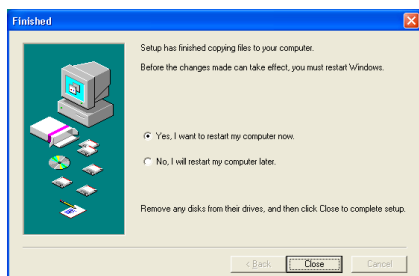 Finished
Setup has finished copying files to your computer.
Before the changes made can take effect, you must restart Windows.
Yes, I want to restart my computer now.
No, I will restart my computer later.
Remove any disks from their drives, and then click Close to complete setup.
< Back Close Cancel